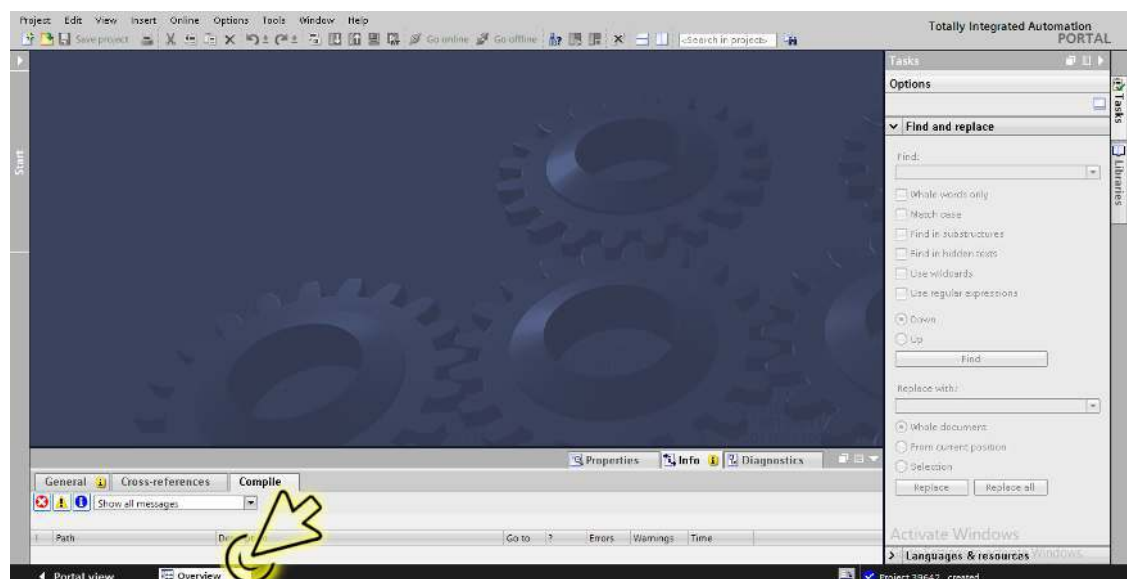 Project Edit View Insert Online Options Tools Window Help
Totally Integrated Automation
PORTAL
Save project
Go online
Go offline
<Search in project>
Start
Tasks
Options
Find and replace
Find:
Whole words only
Match case
Find in substructures
Find in hidden texts
Use wildcards
Use regular expressions
Down
Up
Find
Replace with:
Whole document
From current position
Selection
Replace
Replace all
Languages & resources
Activate Windows
Tasks
Libraries
Properties
Info
Diagnostics
General
Cross-references
Compile
Show all messages
!
Path
Go to
?
Errors
Warnings
Time
Portal view
Overview
Project 39642 created